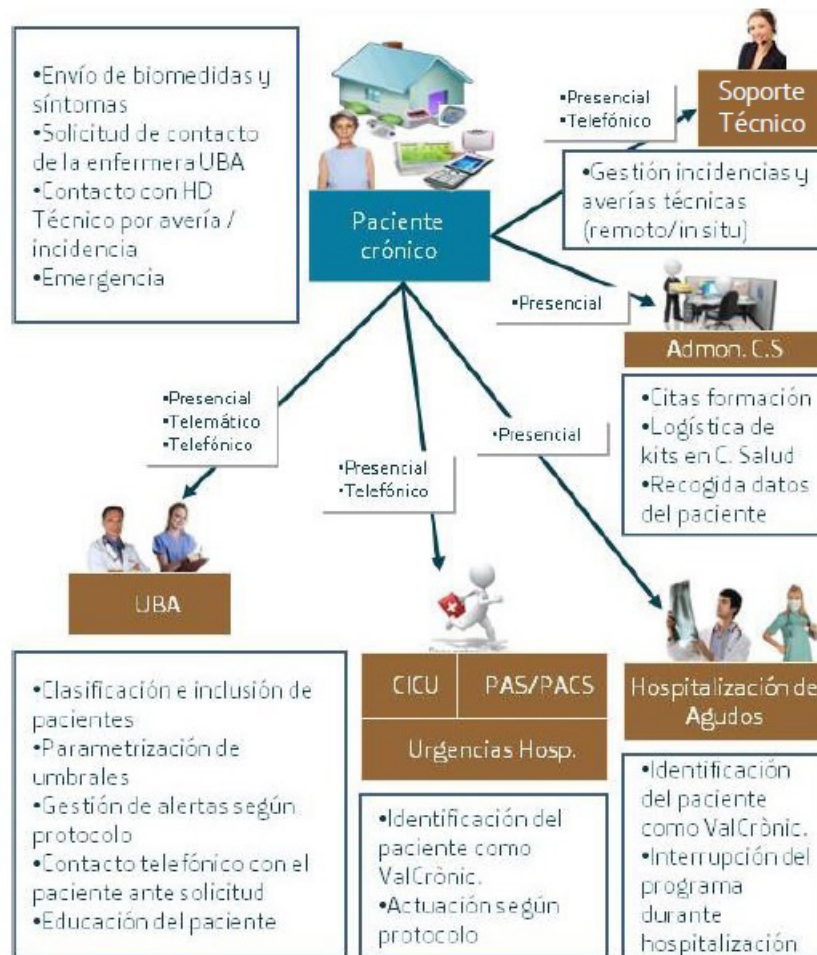 •Envío de biomedidas y
síntomas
•Solicitud de contacto
de la enfermera UBA
•Contacto con HD
Técnico por avería /
incidencia
•Emergencia
Paciente
crónico
•Presencial
•Telefónico
Soporte
Técnico
•Gestión incidencias y
averías técnicas
(remoto/in situ)
•Presencial
Admon. C.S
•Citas formación
•Logística de
kits en C. Salud
•Recogida datos
del paciente
•Presencial
•Telemático
•Telefónico
•Presencial
•Telefónico
•Presencial
UBA
•Clasificación e inclusión de
pacientes
•Parametrización de
umbrales
•Gestión de alertas según
protocolo
•Contacto telefónico con el
paciente ante solicitud
•Educación del paciente
CICU
PAS/PACS
Urgencias Hosp.
•Identificación del
paciente como
ValCrònic.
•Actuación según
protocolo
Hospitalización de
Agudos
•Identificación
del paciente
como ValCrònic.
•Interrupción del
programa
durante
hospitalización